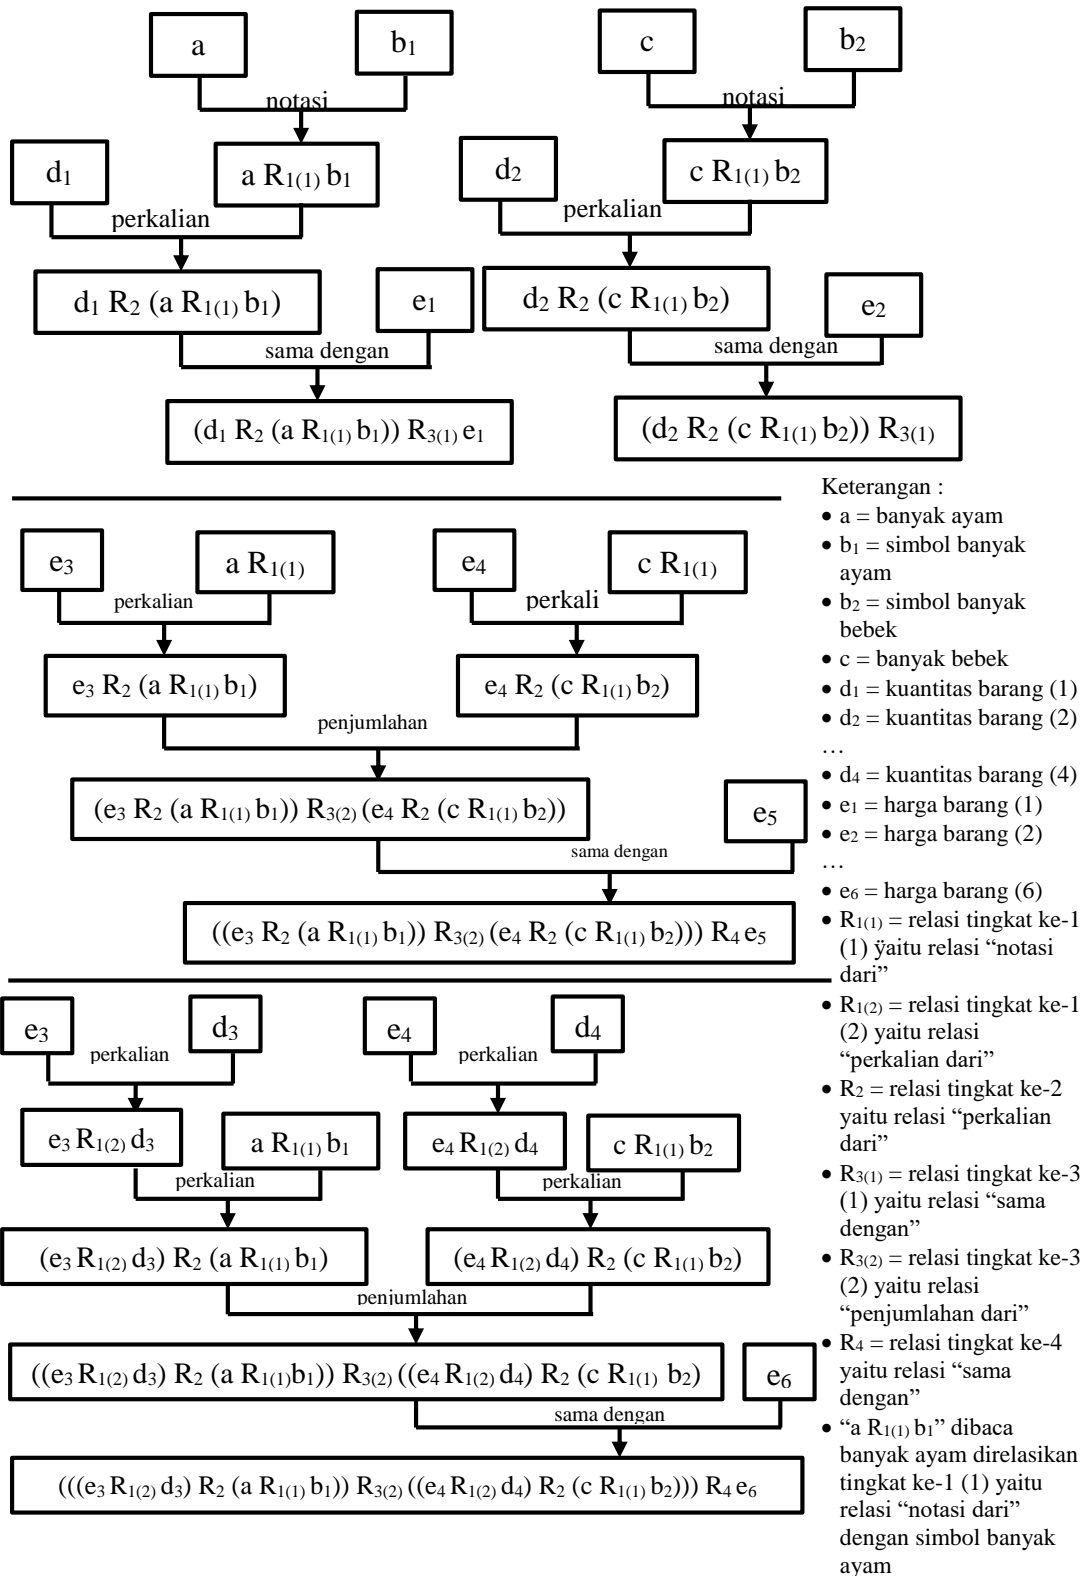 a
b1
c
b2
notasi
notasi
d1
a R1(1) b1
d2
c R1(1) b2
perkalian
perkalian
d1 R2 (a R1(1) b1)
e1
d2 R2 (c R1(1) b2)
e2
sama dengan
sama dengan
(d1 R2 (a R1(1) b1)) R3(1) e1
(d2 R2 (c R1(1) b2)) R3(1)
e3
a R1(1)
e4
c R1(1)
perkalian
perkali
e3 R2 (a R1(1) b1)
e4 R2 (c R1(1) b2)
penjumlahan
(e3 R2 (a R1(1) b1)) R3(2) (e4 R2 (c R1(1) b2))
e5
sama dengan
((e3 R2 (a R1(1) b1)) R3(2) (e4 R2 (c R1(1) b2))) R4 e5
e3
d3
e4
d4
perkalian
perkalian
e3 R1(2) d3
a R1(1) b1
e4 R1(2) d4
c R1(1) b2
perkalian
perkalian
(e3 R1(2) d3) R2 (a R1(1) b1)
(e4 R1(2) d4) R2 (c R1(1) b2)
penjumlahan
((e3 R1(2) d3) R2 (a R1(1)b1)) R3(2) ((e4 R1(2) d4) R2 (c R1(1) b2)
e6
sama dengan
(((e3 R1(2) d3) R2 (a R1(1) b1)) R3(2) ((e4 R1(2) d4) R2 (c R1(1) b2))) R4 e6
Keterangan :
• a = banyak ayam
• b1 = simbol banyak
ayam
• b2 = simbol banyak
bebek
• c = banyak bebek
• d1 = kuantitas barang (1)
• d2 = kuantitas barang (2)
…
• d4 = kuantitas barang (4)
• e1 = harga barang (1)
• e2 = harga barang (2)
…
• e6 = harga barang (6)
• R1(1) = relasi tingkat ke-1
(1) ÿaitu relasi “notasi
dari”
• R1(2) = relasi tingkat ke-1
(2) yaitu relasi
“perkalian dari”
• R2 = relasi tingkat ke-2
yaitu relasi “perkalian
dari”
• R3(1) = relasi tingkat ke-3
(1) yaitu relasi “sama
dengan”
• R3(2) = relasi tingkat ke-3
(2) yaitu relasi
“penjumlahan dari”
• R4 = relasi tingkat ke-4
yaitu relasi “sama
dengan”
• “a R1(1) b1” dibaca
banyak ayam direlasikan
tingkat ke-1 (1) yaitu
relasi “notasi dari”
dengan simbol banyak
ayam